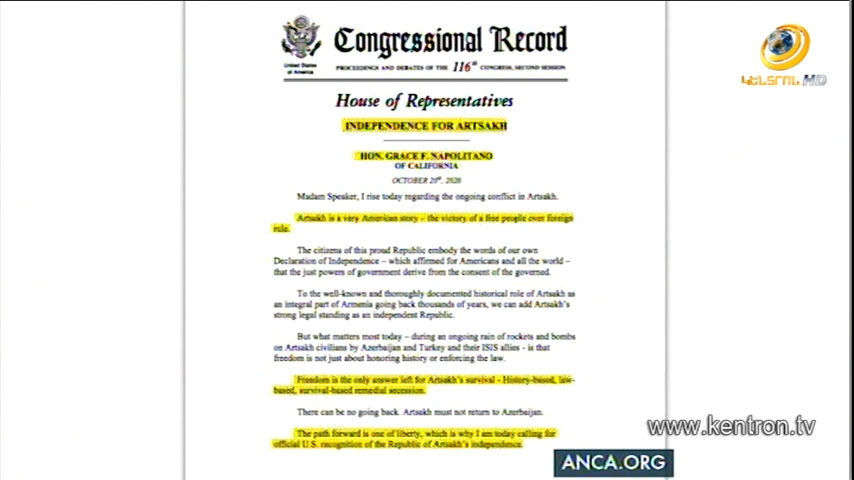 Congressional Record
United States
of America
PROCEEDINGS AND DEBATES OF THE 116th CONGRESS, SECOND SESSION
ԿԵՆՏՐՈՆ HD
House of Representatives
INDEPENDENCE FOR ARTSAKH
HON. GRACE F. NAPOLITANO
OF CALIFORNIA
OCTOBER 20th, 2020
Madam Speaker, I rise today regarding the ongoing conflict in Artsakh.
Artsakh is a very American story – the victory of a free people over foreign
rule.
The citizens of this proud Republic embody the words of our own
Declaration of Independence – which affirmed for Americans and all the world –
that the just powers of government derive from the consent of the governed.
To the well-known and thoroughly documented historical role of Artsakh as
an integral part of Armenia going back thousands of years, we can add Artsakh's
strong legal standing as an independent Republic.
But what matters most today – during an ongoing rain of rockets and bombs
on Artsakh civilians by Azerbaijan and Turkey and their ISIS allies - is that
freedom is not just about honoring history or enforcing the law.
Freedom is the only answer left for Artsakh's survival - History-based, law-
based, survival-based remedial secession.
There can be no going back. Artsakh must not return to Azerbaijan.
The path forward is one of liberty, which is why I am today calling for
official U.S. recognition of the Republic of Artsakh's independence.
www.kentron.tv
ANCA.ORG